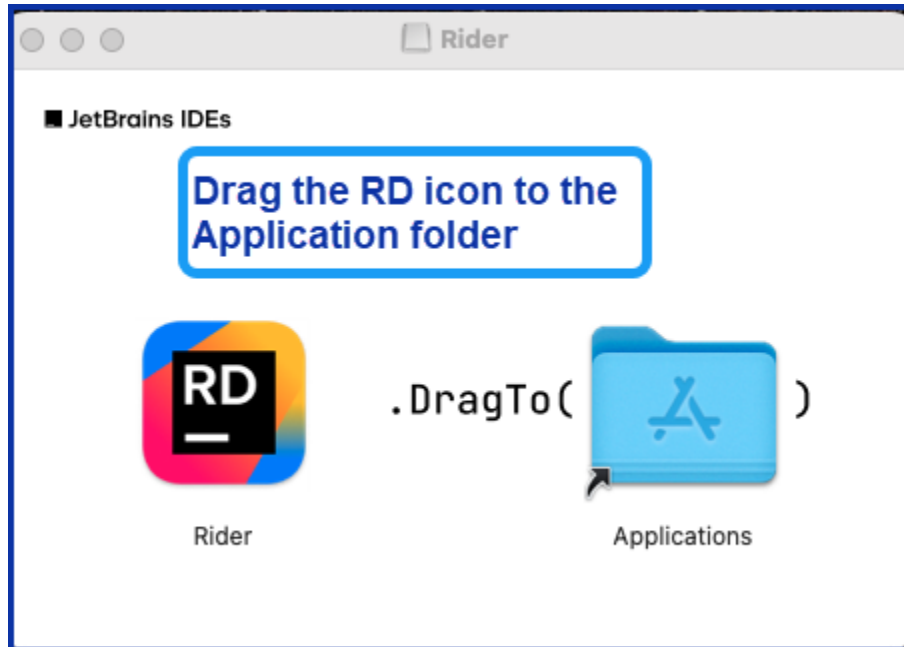 Rider
JetBrains IDEs
Drag the RD icon to the
Application folder
RD
.DragTo( )
Rider
Applications